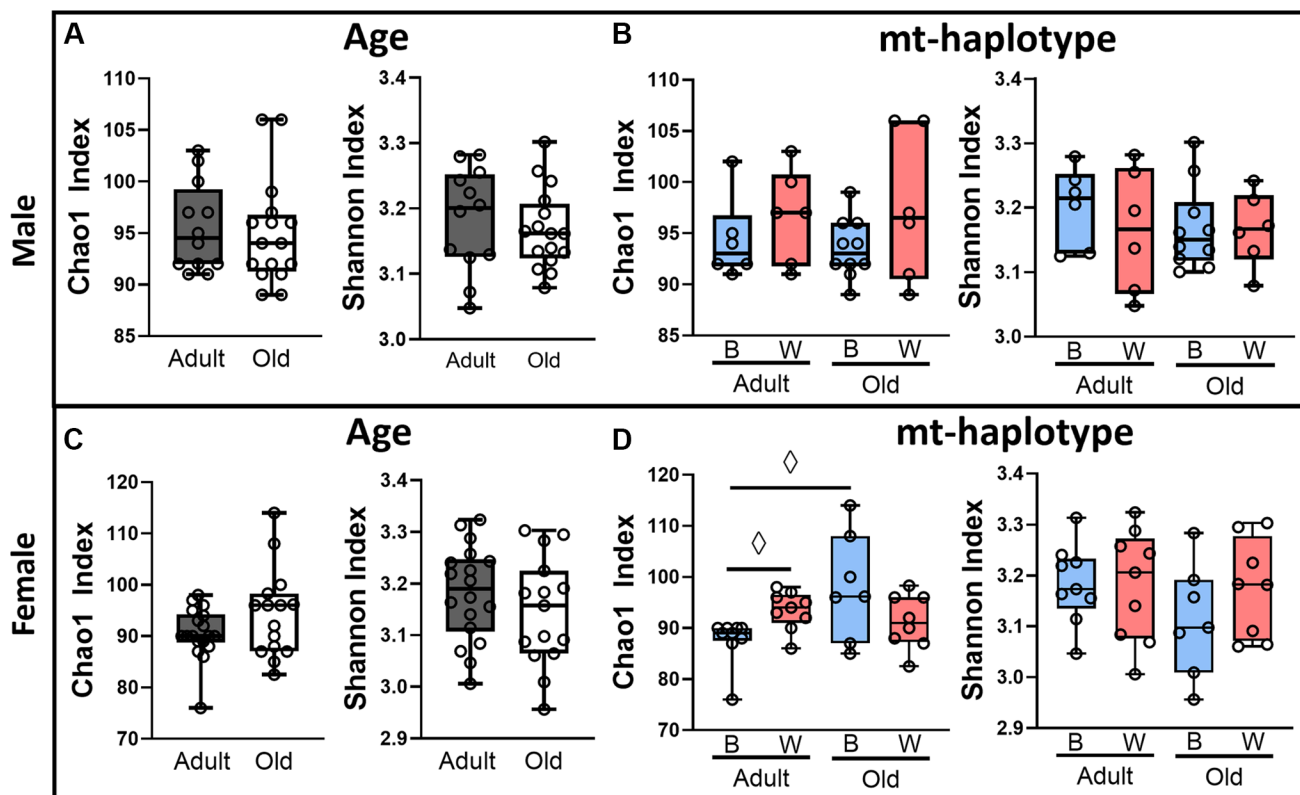 Male
A
Age
Chao1 Index
110
105
100
95
90
85
Adult Old
Shannon Index
3.4
3.3
3.2
3.1
3.0
Adult Old
B
mt-haplotype
Chao1 Index
110
105
100
95
90
85
B W B W
Adult Old
Shannon Index
3.4
3.3
3.2
3.1
3.0
B W B W
Adult Old
Female
C
Age
Chao1 Index
120
110
100
90
80
70
Adult Old
Shannon Index
3.4
3.3
3.2
3.1
3.0
2.9
Adult Old
D
mt-haplotype
Chao1 Index
120
110
100
90
80
70
◊
◊
B W B W
Adult Old
Shannon Index
3.4
3.3
3.2
3.1
3.0
2.9
B W B W
Adult Old